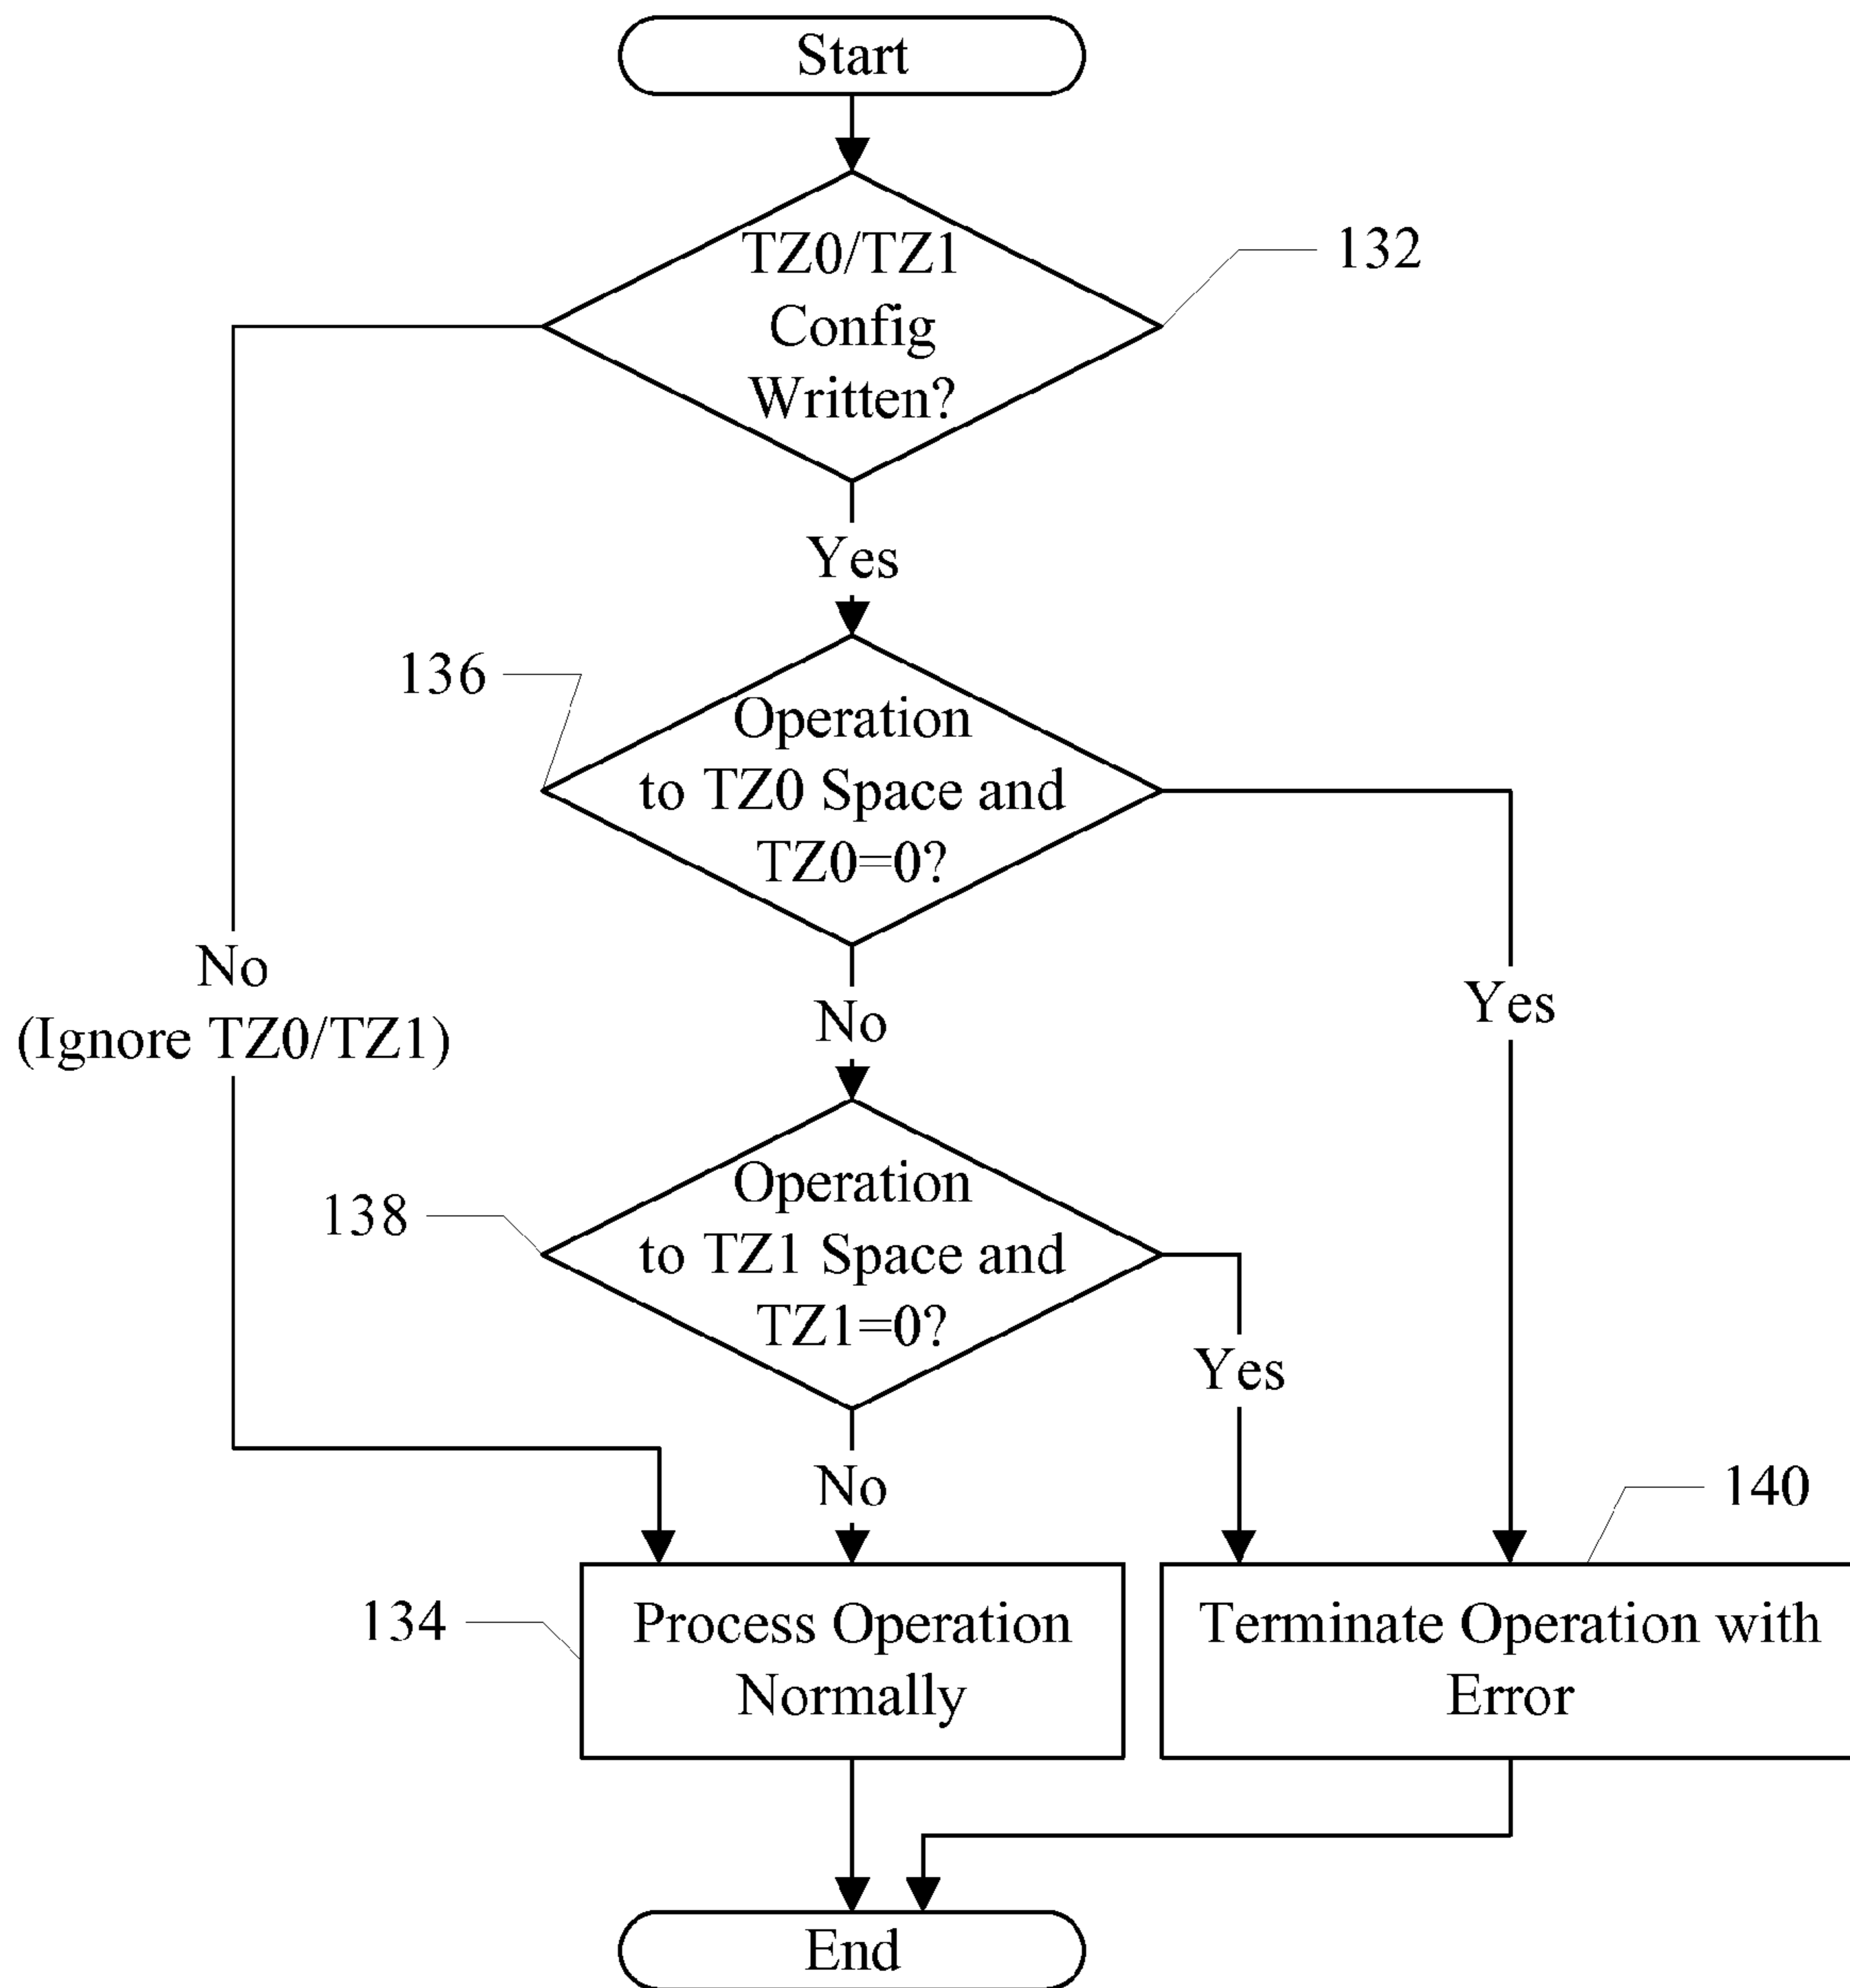 Start
TZ0/TZ1
Config
Written?
132
Yes
136
Operation
to TZ0 Space and
TZ0=0?
No
(Ignore TZ0/TZ1)
Yes
No
138
Operation
to TZ1 Space and
TZ1=0?
Yes
No
140
134
Process Operation
Normally
Terminate Operation with
Error
End